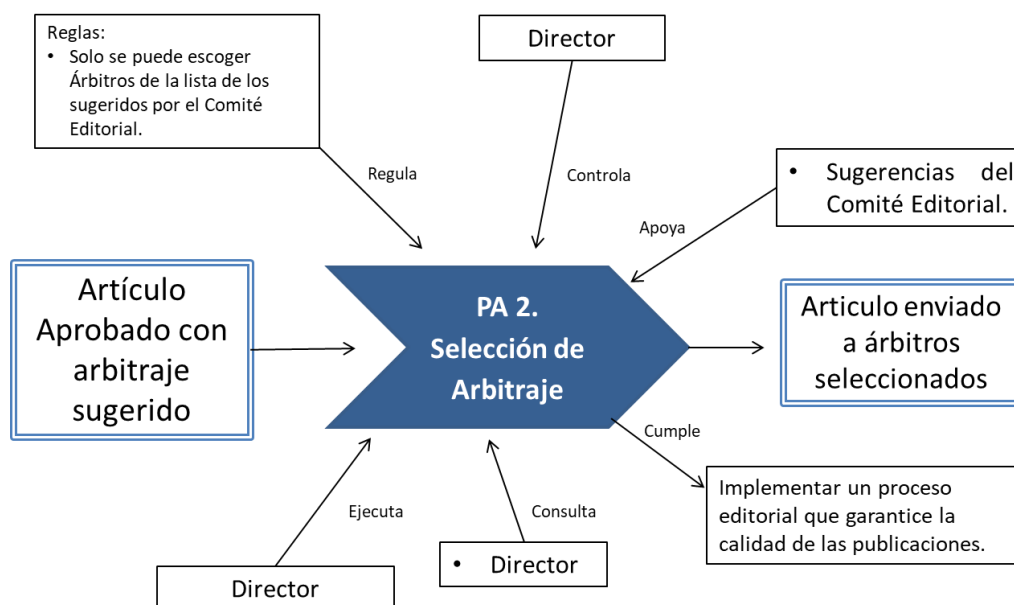 Reglas:
• Solo se puede escoger
Árbitros de la lista de los
sugeridos por el Comité
Editorial.
Director
Regula
Controla
• Sugerencias del
Comité Editorial.
Apoya
Artículo
Aprobado con
arbitraje
sugerido
PA 2.
Selección de
Arbitraje
Articulo enviado
a árbitros
seleccionados
Cumple
Implementar un proceso
editorial que garantice la
calidad de las publicaciones.
Ejecuta
Consulta
Director
• Director